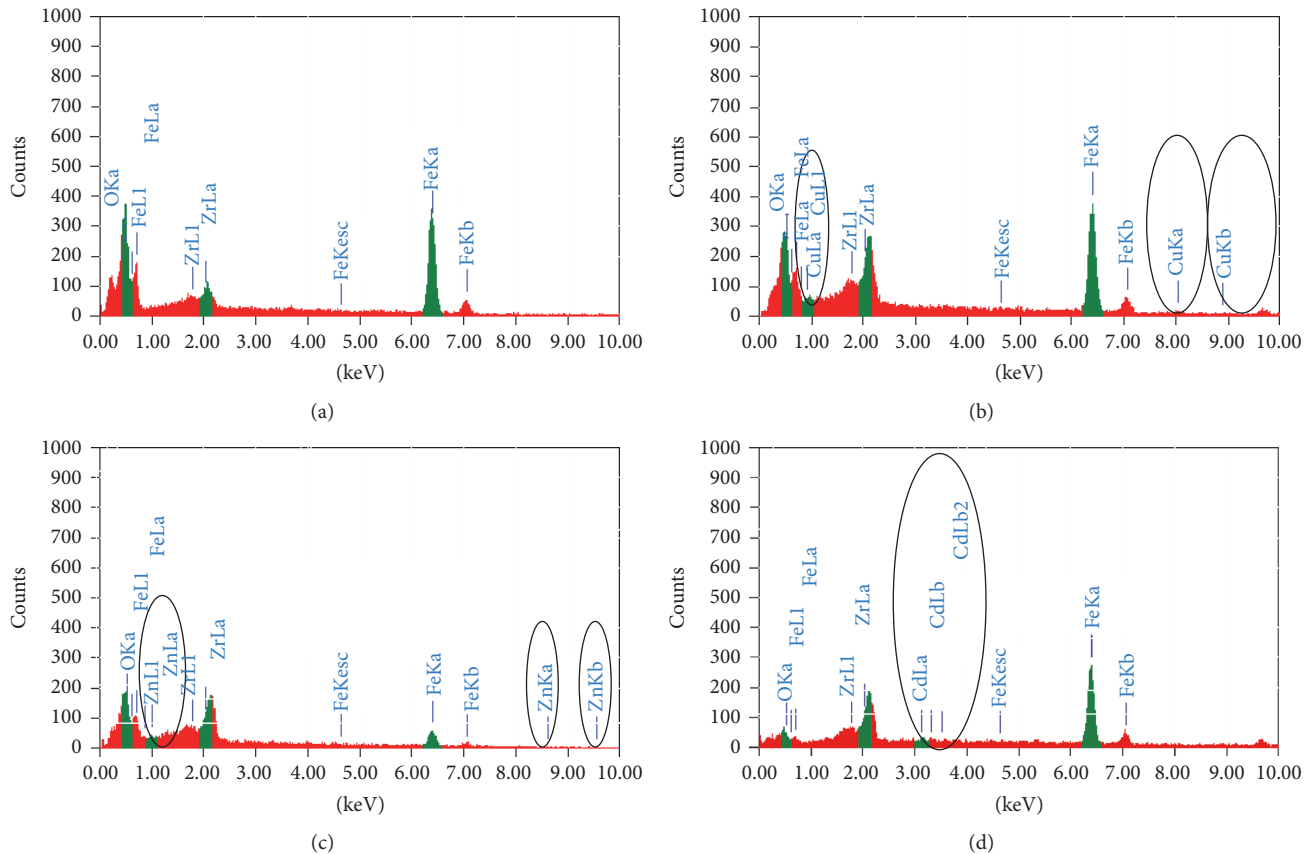 1000
900
800
700
600
500
400
300
200
100
0
Counts
OKa
FeL1
FeLa
ZrL1
ZrLa
FeKesc
FeKa
FeKb
0.00 1.00 2.00 3.00 4.00 5.00 6.00 7.00 8.00 9.00 10.00
(keV)
(a)
1000
900
800
700
600
500
400
300
200
100
0
Counts
OKa
FeLa
FeLa
CuLa
CuL1
ZrL1
ZrLa
FeKesc
FeKa
FeKb
CuKa
CuKb
0.00 1.00 2.00 3.00 4.00 5.00 6.00 7.00 8.00 9.00 10.00
(keV)
(b)
1000
900
800
700
600
500
400
300
200
100
0
Counts
OKa
FeL1
FeLa
ZnL1
ZnLa
ZrL1
ZrLa
FeKesc
FeKa
FeKb
ZnKa
ZnKb
0.00 1.00 2.00 3.00 4.00 5.00 6.00 7.00 8.00 9.00 10.00
(keV)
(c)
1000
900
800
700
600
500
400
300
200
100
0
Counts
OKa
FeL1
FeLa
ZrL1
ZrLa
CdLa
CdLb
CdLb2
FeKesc
FeKa
FeKb
0.00 1.00 2.00 3.00 4.00 5.00 6.00 7.00 8.00 9.00 10.00
(keV)
(d)